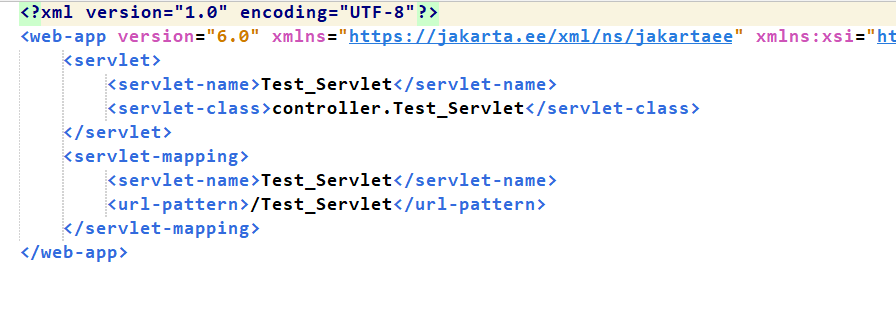 <?xml version="1.0" encoding="UTF-8"?>
<web-app version="6.0" xmlns="https://jakarta.ee/xml/ns/jakartaee" xmlns:xsi="ht
<servlet>
<servlet-name>Test_Servlet</servlet-name>
<servlet-class>controller.Test_Servlet</servlet-class>
</servlet>
<servlet-mapping>
<servlet-name>Test_Servlet</servlet-name>
<url-pattern>/Test_Servlet</url-pattern>
</servlet-mapping>
</web-app>